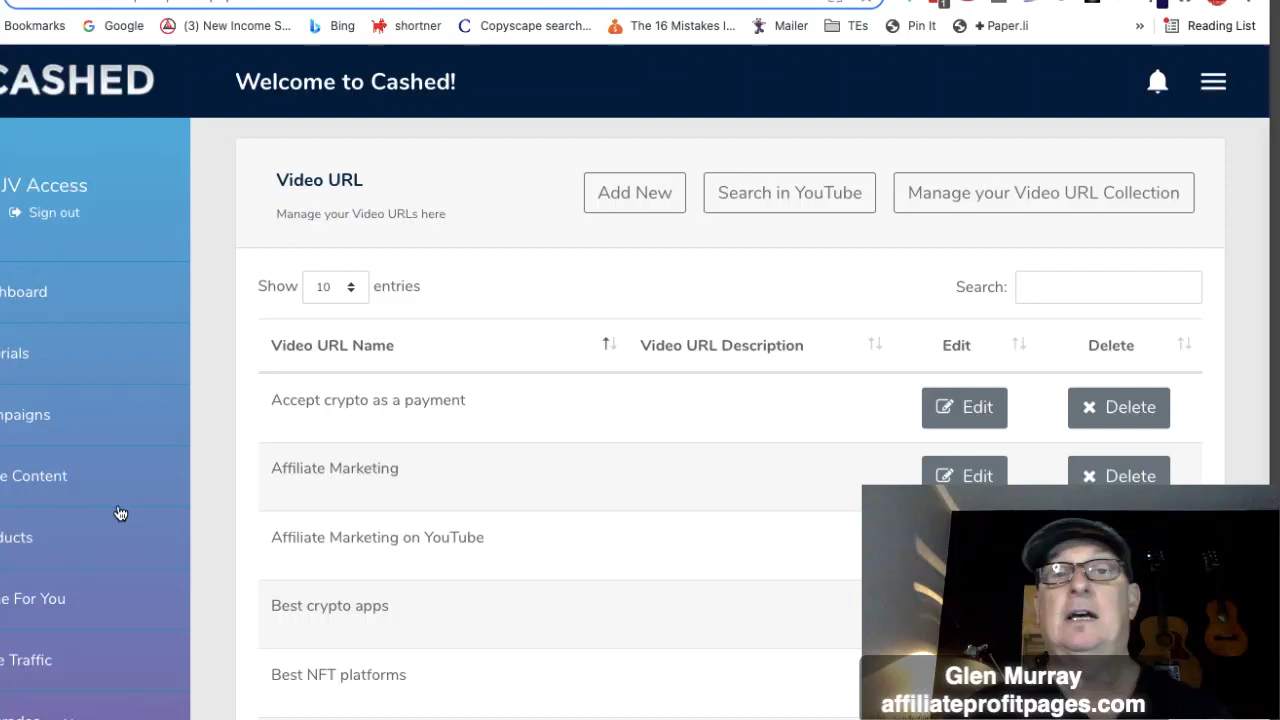 Bookmarks Google (3) New Income S... Bing shortner Copyscape search... The 16 Mistakes I... Mailer TEs Pin It + Paper.li » Reading List
CASHED
Welcome to Cashed!
JV Access
Sign out
hboard
rials
mpaigns
e Content
ducts
e For You
e Traffic
Video URL
Manage your Video URLs here
Add New
Search in YouTube
Manage your Video URL Collection
Show 10 entries
Search:
Video URL Name Video URL Description Edit Delete
Accept crypto as a payment Edit Delete
Affiliate Marketing Edit Delete
Affiliate Marketing on YouTube
Best crypto apps
Best NFT platforms
Glen Murray
affiliateprofitpages.com